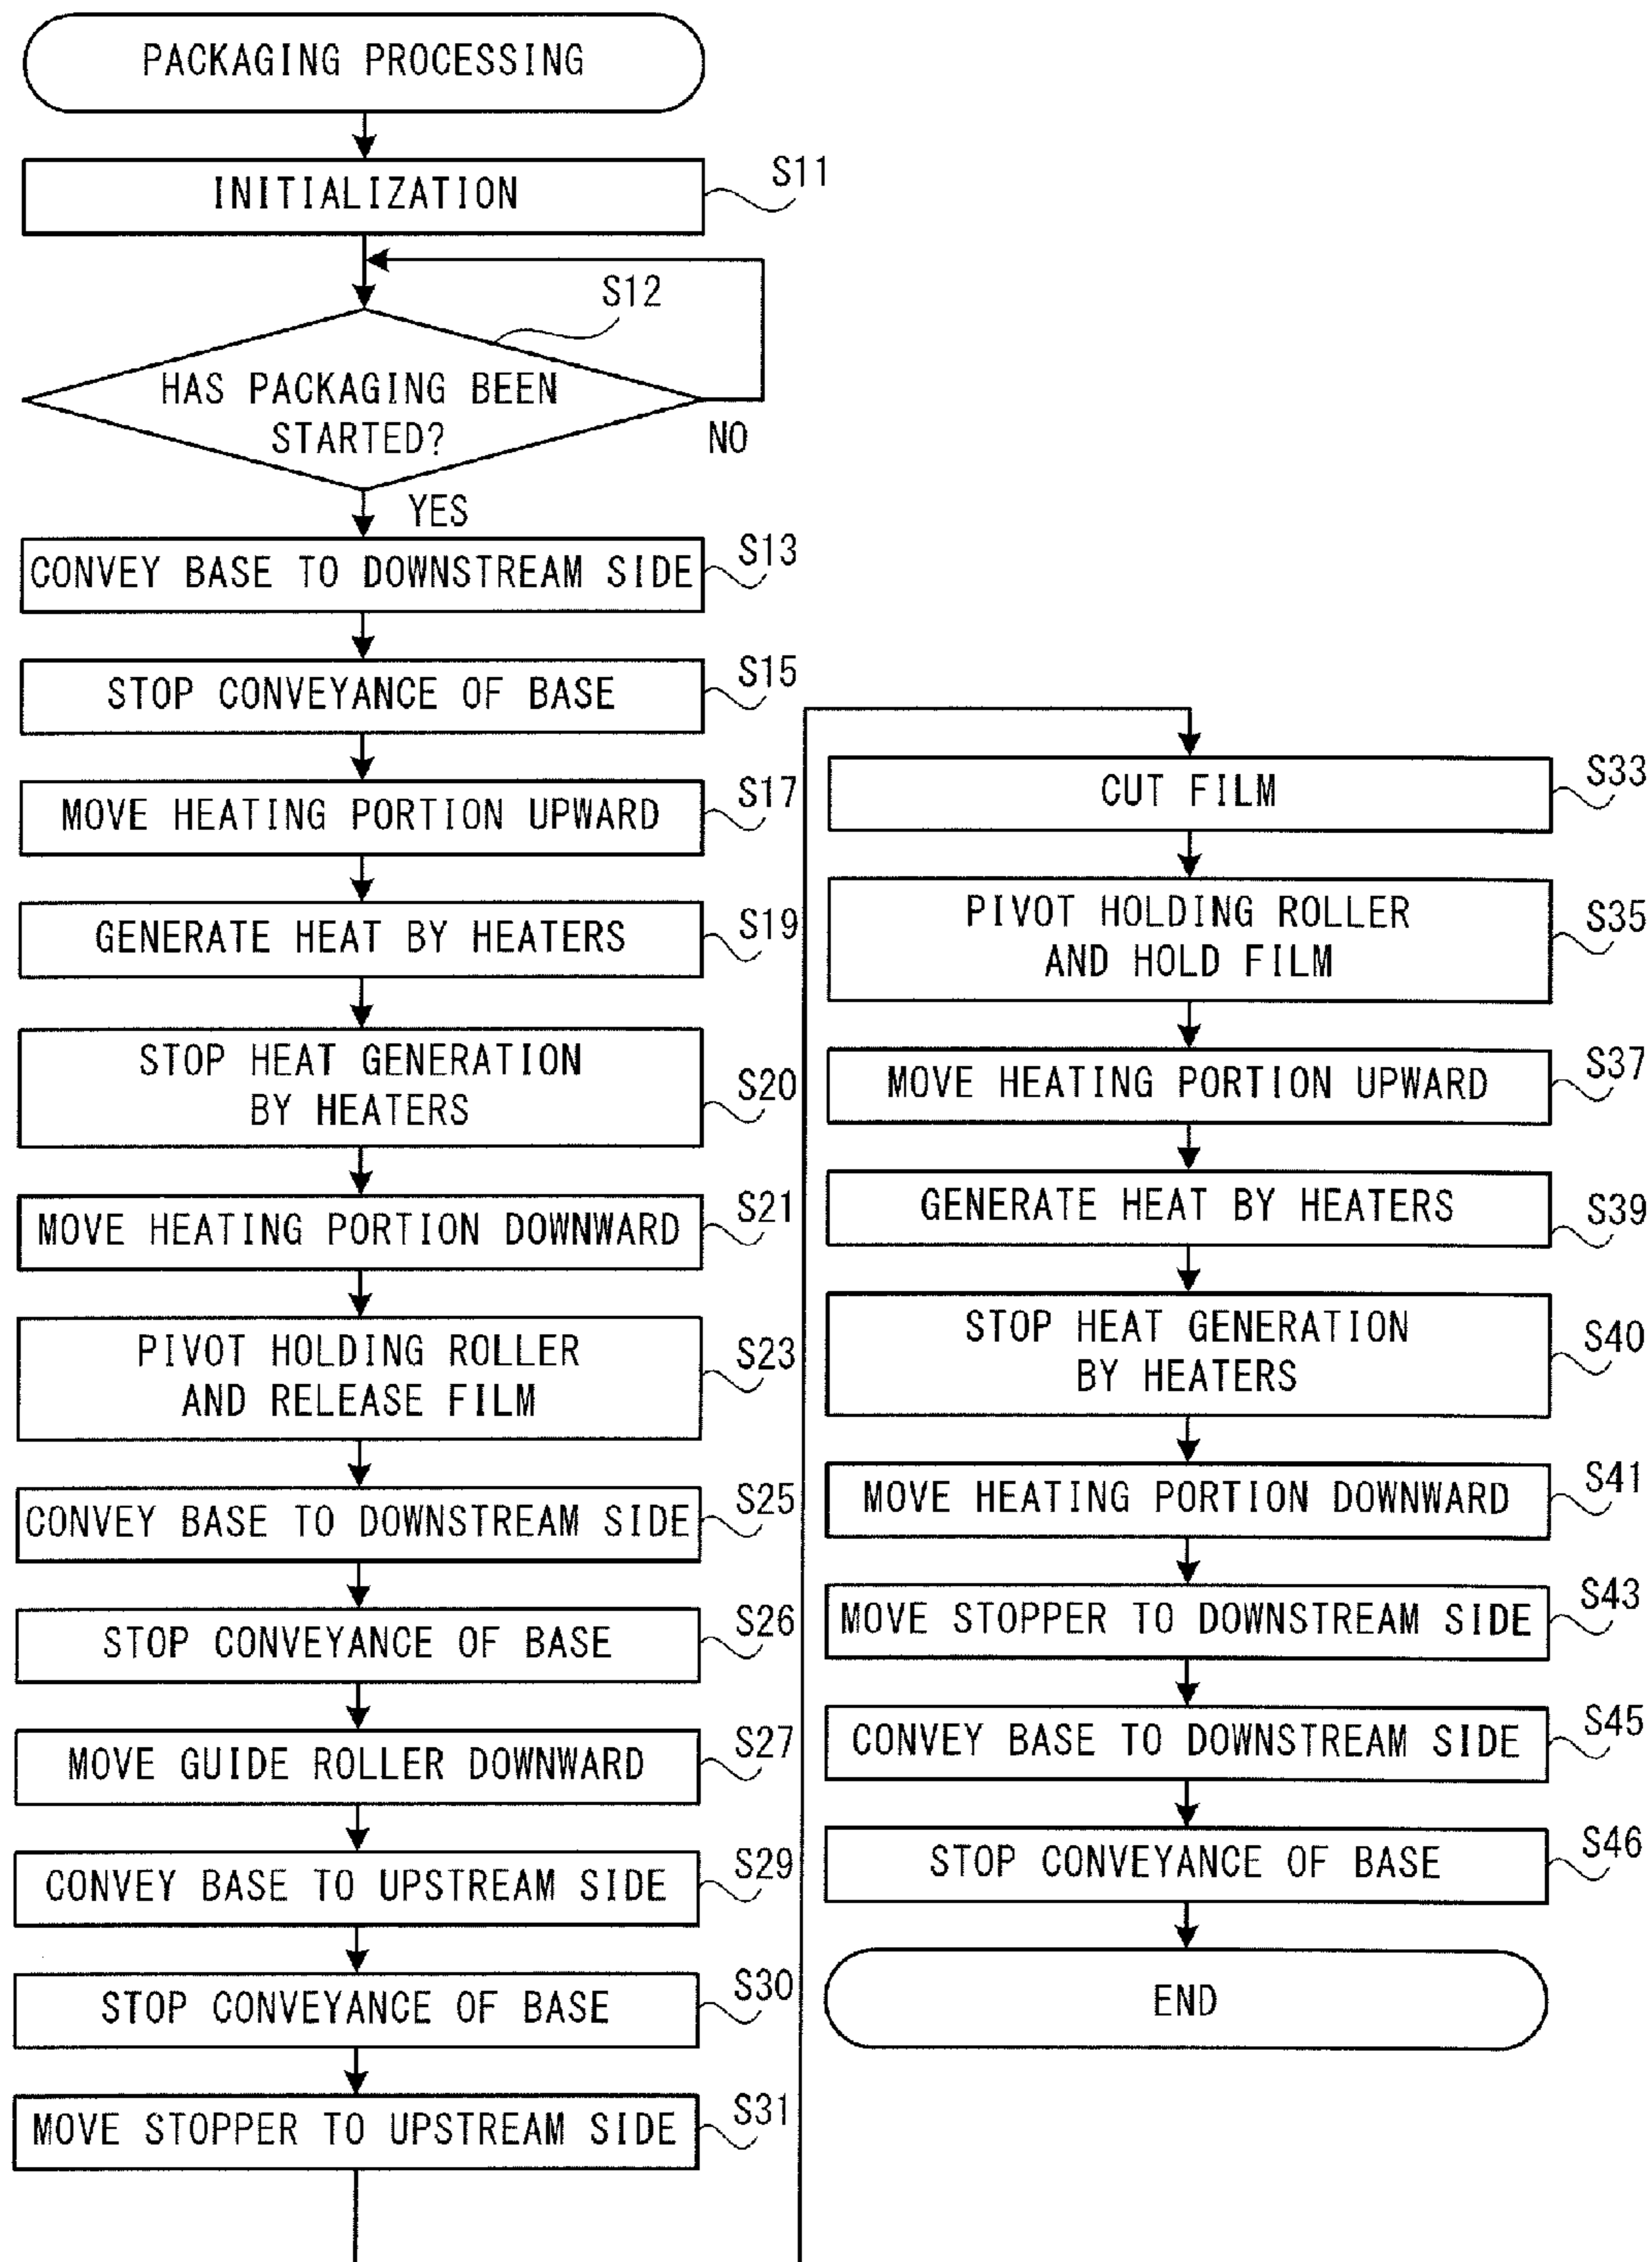 PACKAGING PROCESSING
INITIALIZATION
S11
S12
HAS PACKAGING BEEN
STARTED?
NO
YES
CONVEY BASE TO DOWNSTREAM SIDE
S13
STOP CONVEYANCE OF BASE
S15
MOVE HEATING PORTION UPWARD
S17
GENERATE HEAT BY HEATERS
S19
STOP HEAT GENERATION
BY HEATERS
S20
MOVE HEATING PORTION DOWNWARD
S21
PIVOT HOLDING ROLLER
AND RELEASE FILM
S23
CONVEY BASE TO DOWNSTREAM SIDE
S25
STOP CONVEYANCE OF BASE
S26
MOVE GUIDE ROLLER DOWNWARD
S27
CONVEY BASE TO UPSTREAM SIDE
S29
STOP CONVEYANCE OF BASE
S30
MOVE STOPPER TO UPSTREAM SIDE
S31
CUT FILM
S33
PIVOT HOLDING ROLLER
AND HOLD FILM
S35
MOVE HEATING PORTION UPWARD
S37
GENERATE HEAT BY HEATERS
S39
STOP HEAT GENERATION
BY HEATERS
S40
MOVE HEATING PORTION DOWNWARD
S41
MOVE STOPPER TO DOWNSTREAM SIDE
S43
CONVEY BASE TO DOWNSTREAM SIDE
S45
STOP CONVEYANCE OF BASE
S46
END